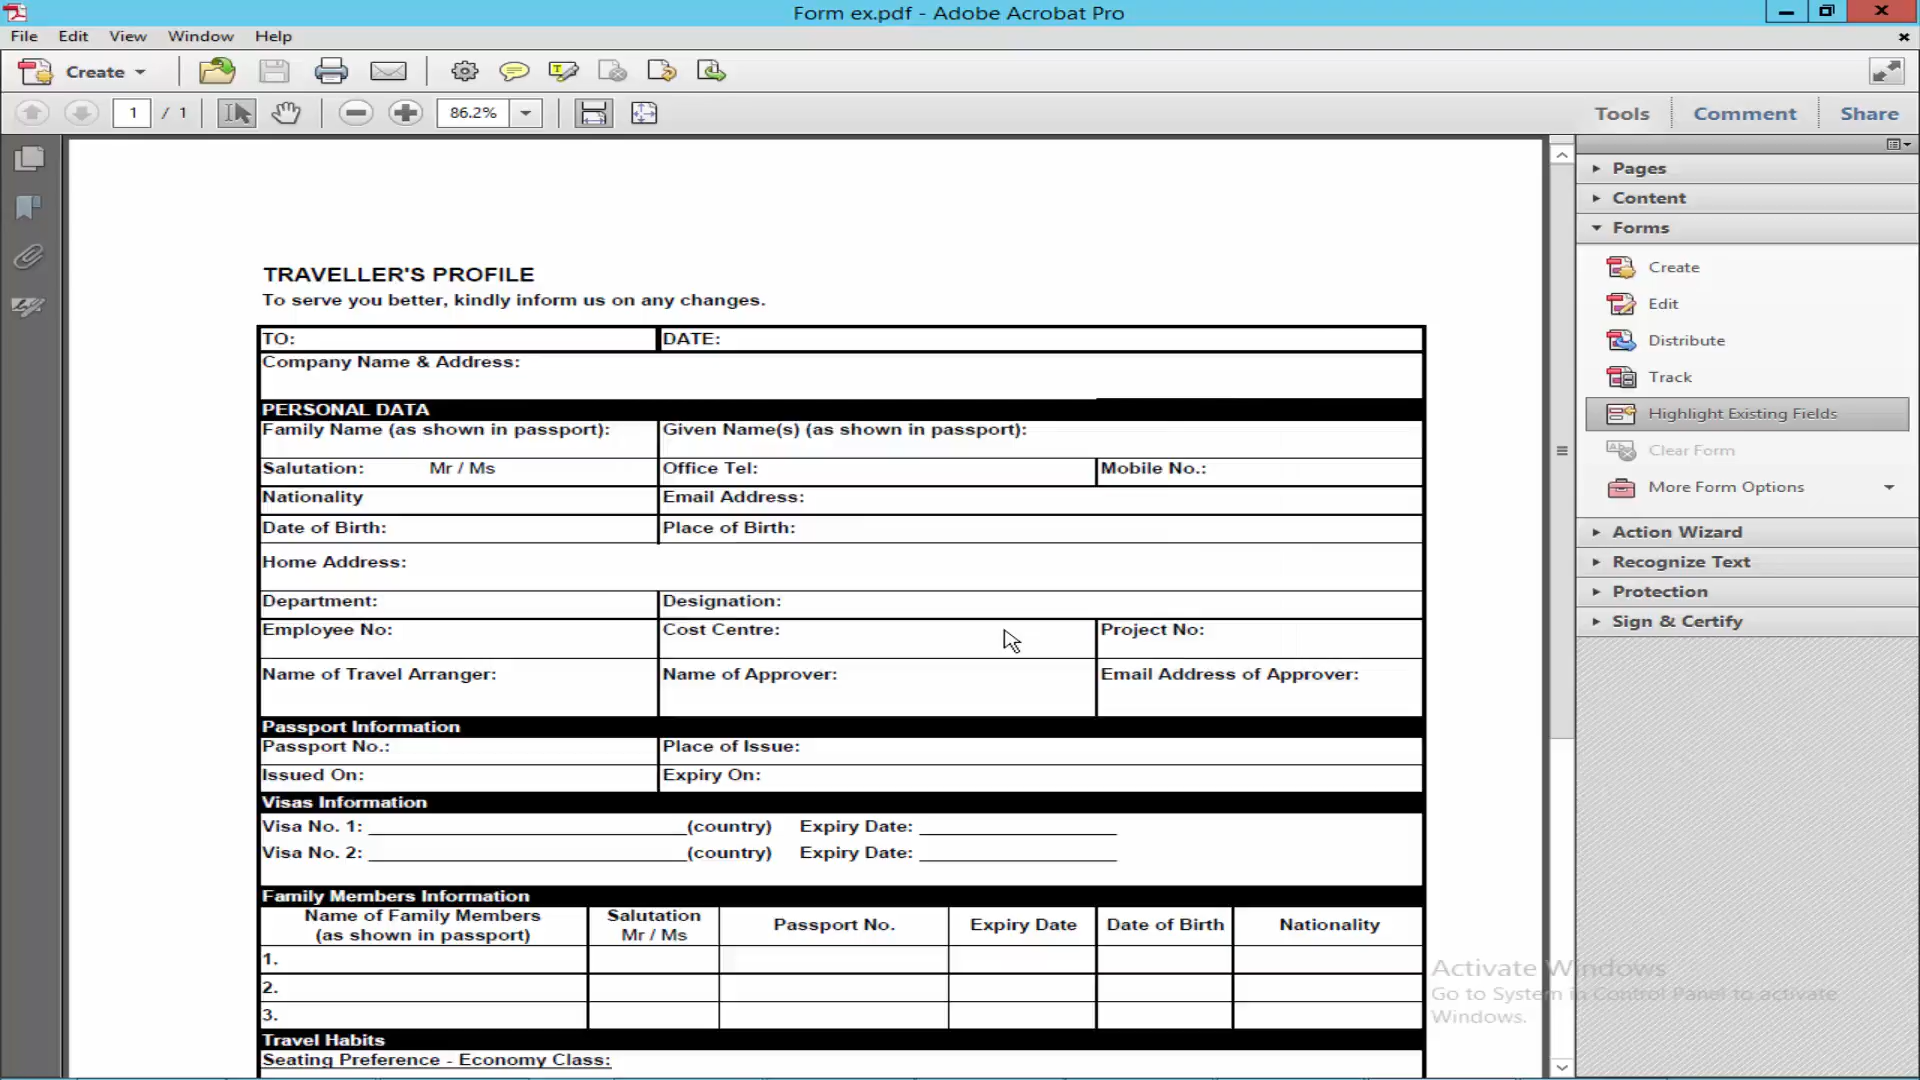 Form ex.pdf - Adobe Acrobat Pro
File Edit View Window Help
Create
1 / 1 86.2% Tools Comment Share
TRAVELLER'S PROFILE
To serve you better, kindly inform us on any changes.
TO: DATE:
Company Name & Address:
PERSONAL DATA
Family Name (as shown in passport): Given Name(s) (as shown in passport):
Salutation: Mr / Ms Office Tel: Mobile No.:
Nationality Email Address:
Date of Birth: Place of Birth:
Home Address:
Department: Designation:
Employee No: Cost Centre: Project No:
Name of Travel Arranger: Name of Approver: Email Address of Approver:
Passport Information
Passport No.: Place of Issue:
Issued On: Expiry On:
Visas Information
Visa No. 1: ______________________(country) Expiry Date: ______________
Visa No. 2: ______________________(country) Expiry Date: ______________
Family Members Information
Name of Family Members Salutation Passport No. Expiry Date Date of Birth Nationality
(as shown in passport) Mr / Ms
1.
2.
3.
Travel Habits
Seating Preference - Economy Class:
Pages
Content
Forms
Create
Edit
Distribute
Track
Highlight Existing Fields
Clear Form
More Form Options
Action Wizard
Recognize Text
Protection
Sign & Certify
Activate Windows
Go to System in Control Panel to activate
Windows.